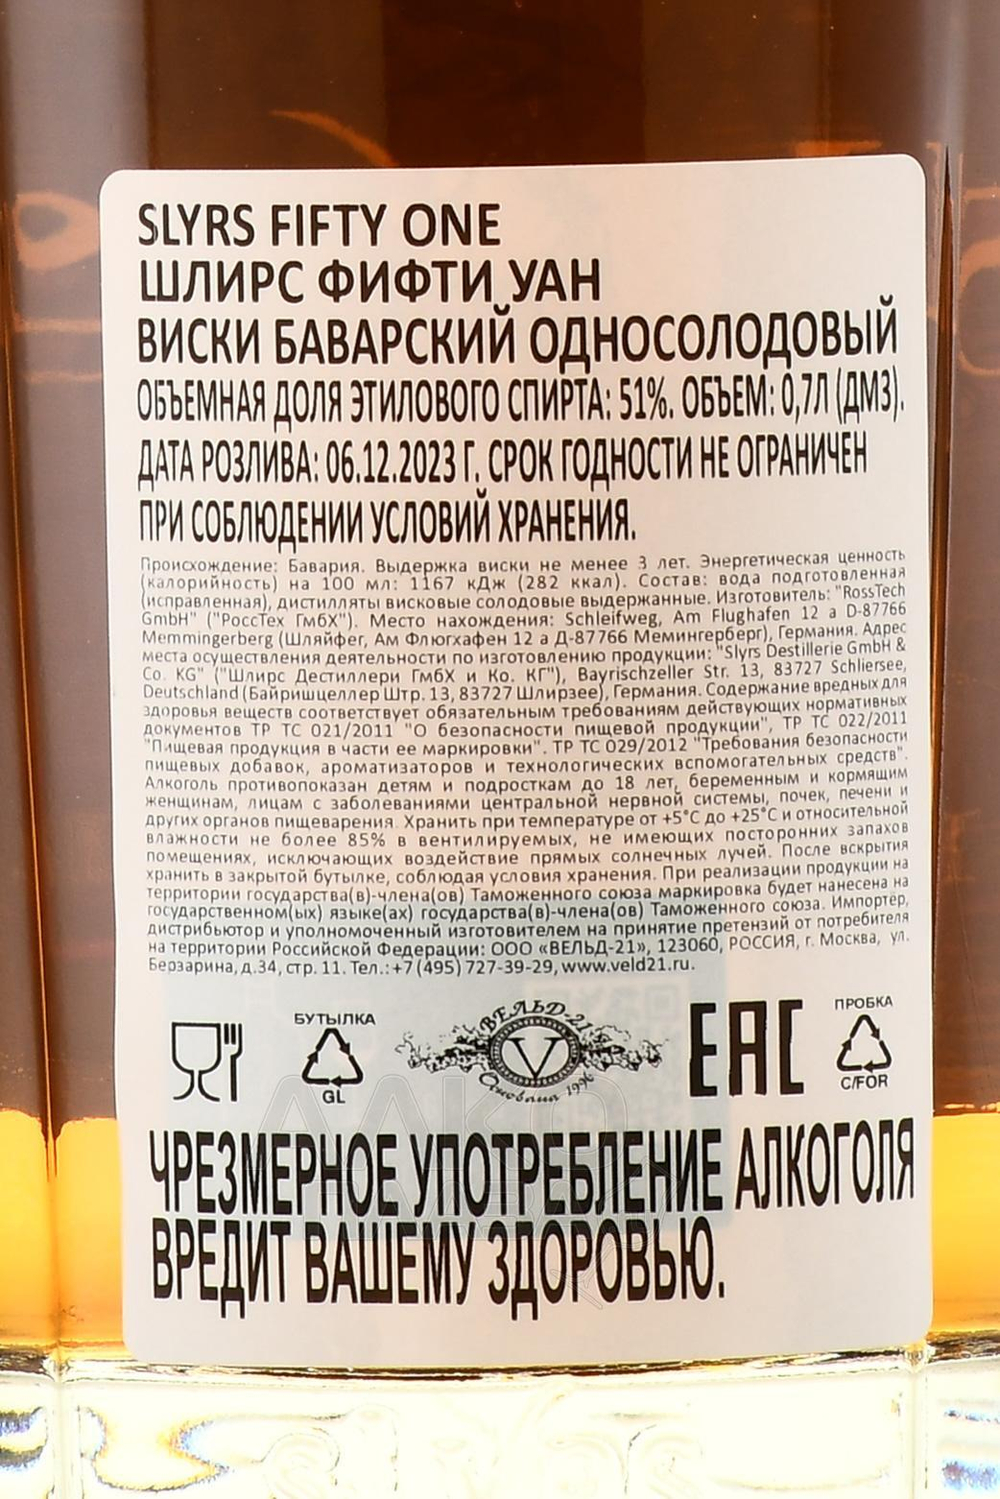 SLYRS FIFTY ONE
ШЛИРС ФИФТИ УАН
ВИСКИ БАВАРСКИЙ ОДНОСОЛОДОВЫЙ
ОБЪЕМНАЯ ДОЛЯ ЭТИЛОВОГО СПИРТА: 51%. ОБЪЕМ: 0,7Л (ДМ3).
ДАТА РОЗЛИВА: 06.12.2023 Г. СРОК ГОДНОСТИ НЕ ОГРАНИЧЕН
ПРИ СОБЛЮДЕНИИ УСЛОВИЙ ХРАНЕНИЯ.
Происхождение: Бавария. Выдержка виски не менее 3 лет. Энергетическая ценность
(калорийность) на 100 мл: 1167 кДж (282 ккал). Состав: вода подготовленная
(исправленная), дистилляты висковые солодовые выдержанные. Изготовитель: "RossTech
GmbH" ("РоссТех ГмбХ"). Место нахождения: Schleifweg, Am Flughafen 12 a D-87766
Memmingerberg (Шляйфег, Ам Флюгхафен 12 а Д-87766 Мемингерберг), Германия. Адрес
места осуществления деятельности по изготовлению продукции: "Slyrs Destillerie GmbH &
Co. KG" ("Шлирс Дестиллери ГмбХ и Ко. КГ"), Bayrischzeller Str. 13, 83727 Schliersee,
Deutschland (Байришцеллер Штр. 13, 83727 Шлирзее), Германия. Содержание вредных для
здоровья веществ соответствует обязательным требованиям действующих нормативных
документов ТР ТС 021/2011 "О безопасности пищевой продукции", ТР ТС 022/2011
"Пищевая продукция в части ее маркировки". ТР ТС 029/2012 "Требования безопасности
пищевых добавок, ароматизаторов и технологических вспомогательных средств".
Алкоголь противопоказан детям и подросткам до 18 лет, беременным и кормящим
женщинам, лицам с заболеваниями центральной нервной системы, почек, печени и
других органов пищеварения. Хранить при температуре от +5°С до +25°С и относительной
влажности не более 85% в вентилируемых, не имеющих посторонних запахов
помещениях, исключающих воздействие прямых солнечных лучей. После вскрытия
хранить в закрытой бутылке, соблюдая условия хранения. При реализации продукции на
территории государства(в)-члена(ов) Таможенного союза маркировка будет нанесена на
государственном(ых) языке(ах) государства(в)-члена(ов) Таможенного союза. Импортёр,
дистрибьютор и уполномоченный изготовителем на принятие претензий от потребителя
на территории Российской Федерации: ООО «ВЕЛЬД-21», 123060, РОССИЯ, г. Москва, ул.
Берзарина, д.34, стр. 11. Тел.: +7 (495) 727-39-29, www.veld21.ru.
БУТЫЛКА
GL
ВЕЛЬД-21
V
Основана 1996
EAC
ПРОБКА
C/FOR
ЧРЕЗМЕРНОЕ УПОТРЕБЛЕНИЕ АЛКОГОЛЯ
ВРЕДИТ ВАШЕМУ ЗДОРОВЬЮ.